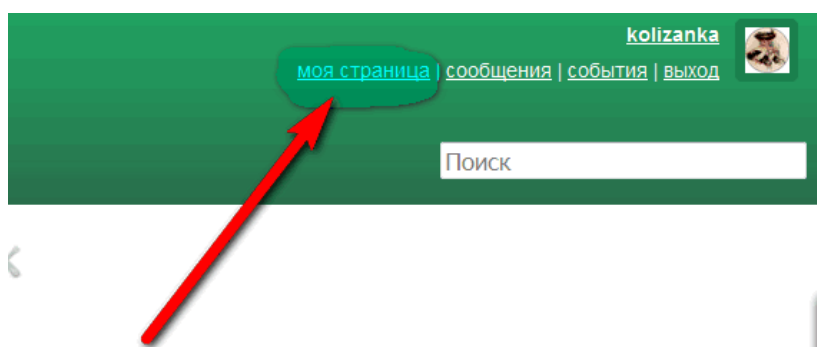 kolizanka
моя страница | сообщения | события | выход
Поиск